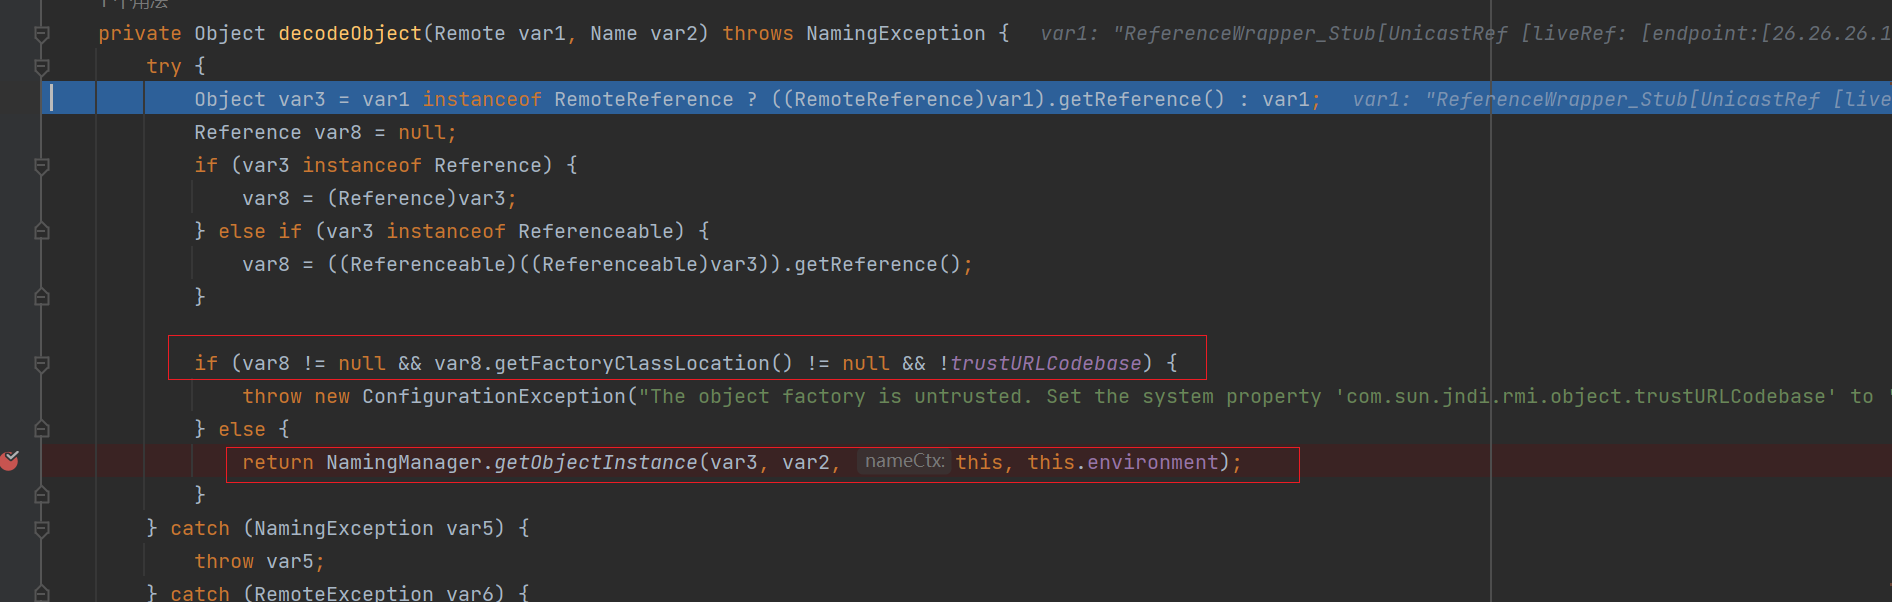 个用法
private Object decodeObject(Remote var1, Name var2) throws NamingException {   var1: "ReferenceWrapper_Stub[UnicastRef [liveRef: [endpoint:[26.26.26.1
try {
Object var3 = var1 instanceof RemoteReference ? ((RemoteReference)var1).getReference() : var1;   var1: "ReferenceWrapper_Stub[UnicastRef [live
Reference var8 = null;
if (var3 instanceof Reference) {
var8 = (Reference)var3;
} else if (var3 instanceof Referenceable) {
var8 = ((Referenceable)((Referenceable)var3)).getReference();
}
if (var8 != null && var8.getFactoryClassLocation() != null && !trustURLCodebase) {
throw new ConfigurationException("The object factory is untrusted. Set the system property 'com.sun.jndi.rmi.object.trustURLCodebase' to '
} else {
return NamingManager.getObjectInstance(var3, var2, nameCtx: this, this.environment);
}
} catch (NamingException var5) {
throw var5;
} catch (RemoteException var6) {